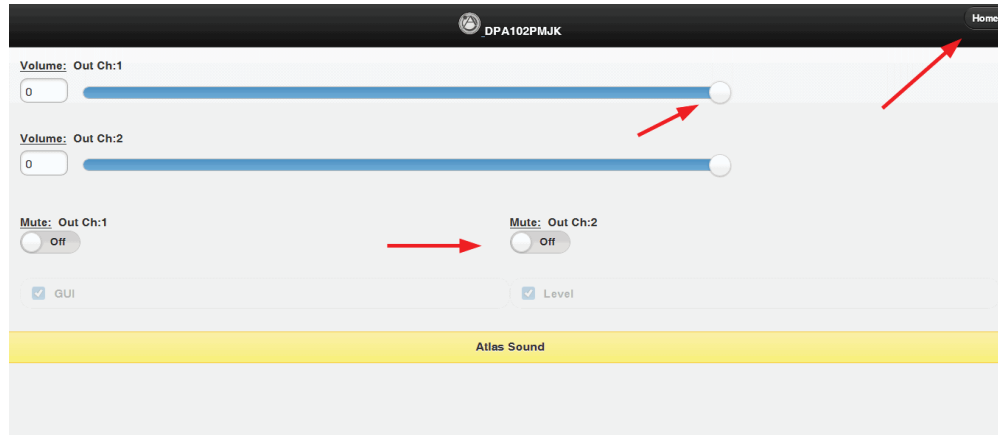 _DPA102PMJK
Home
Volume: Out Ch:1
0
Volume: Out Ch:2
0
Mute: Out Ch:1
Mute: Out Ch:2
Off
Off
GUI
Level
Atlas Sound